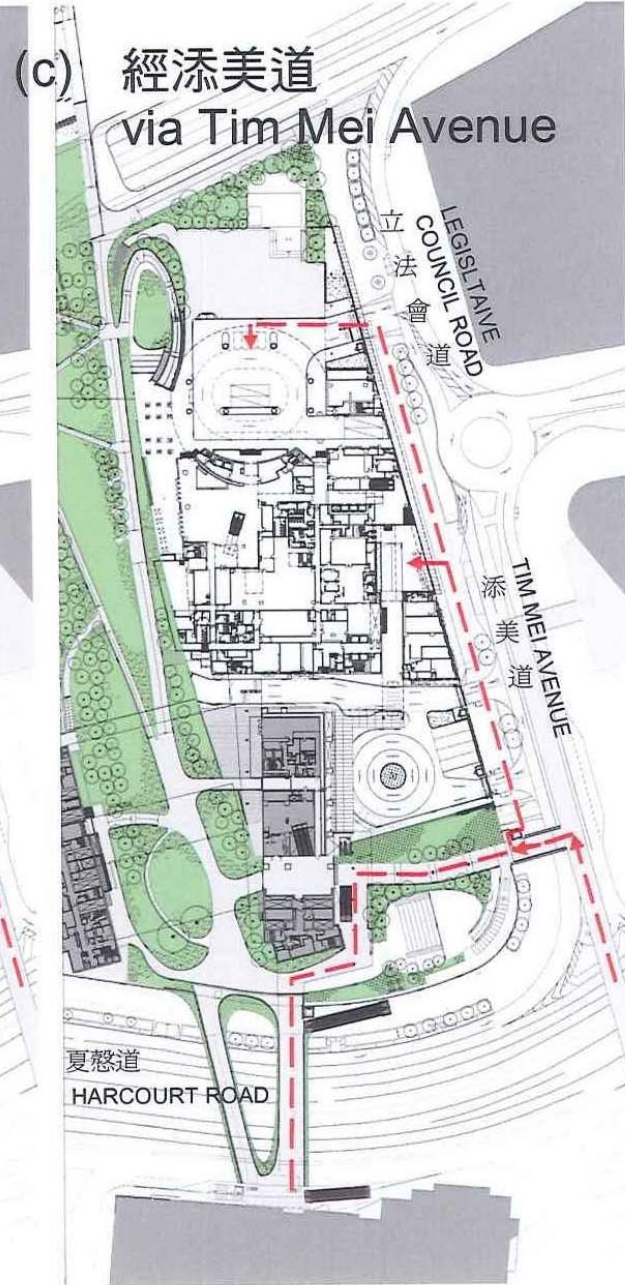 (c) 經添美道
via Tim Mei Avenue
立法會道
LEGISLTAIVE
COUNCIL ROAD
添美道
TIM MEI AVENUE
夏慤道
HARCOURT ROAD